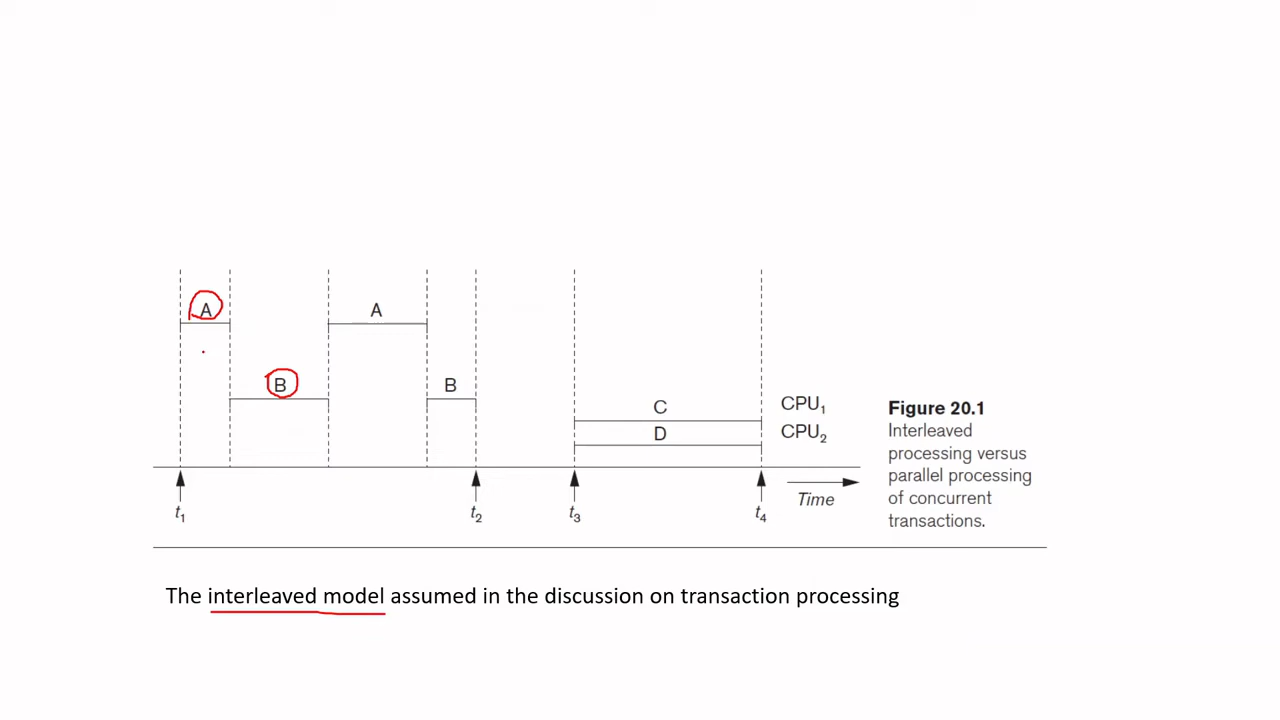 A
A
B
B
C
CPU1
D
CPU2
Figure 20.1
Interleaved
processing versus
parallel processing
of concurrent
transactions.
Time
t1
t2
t3
t4
The interleaved model assumed in the discussion on transaction processing